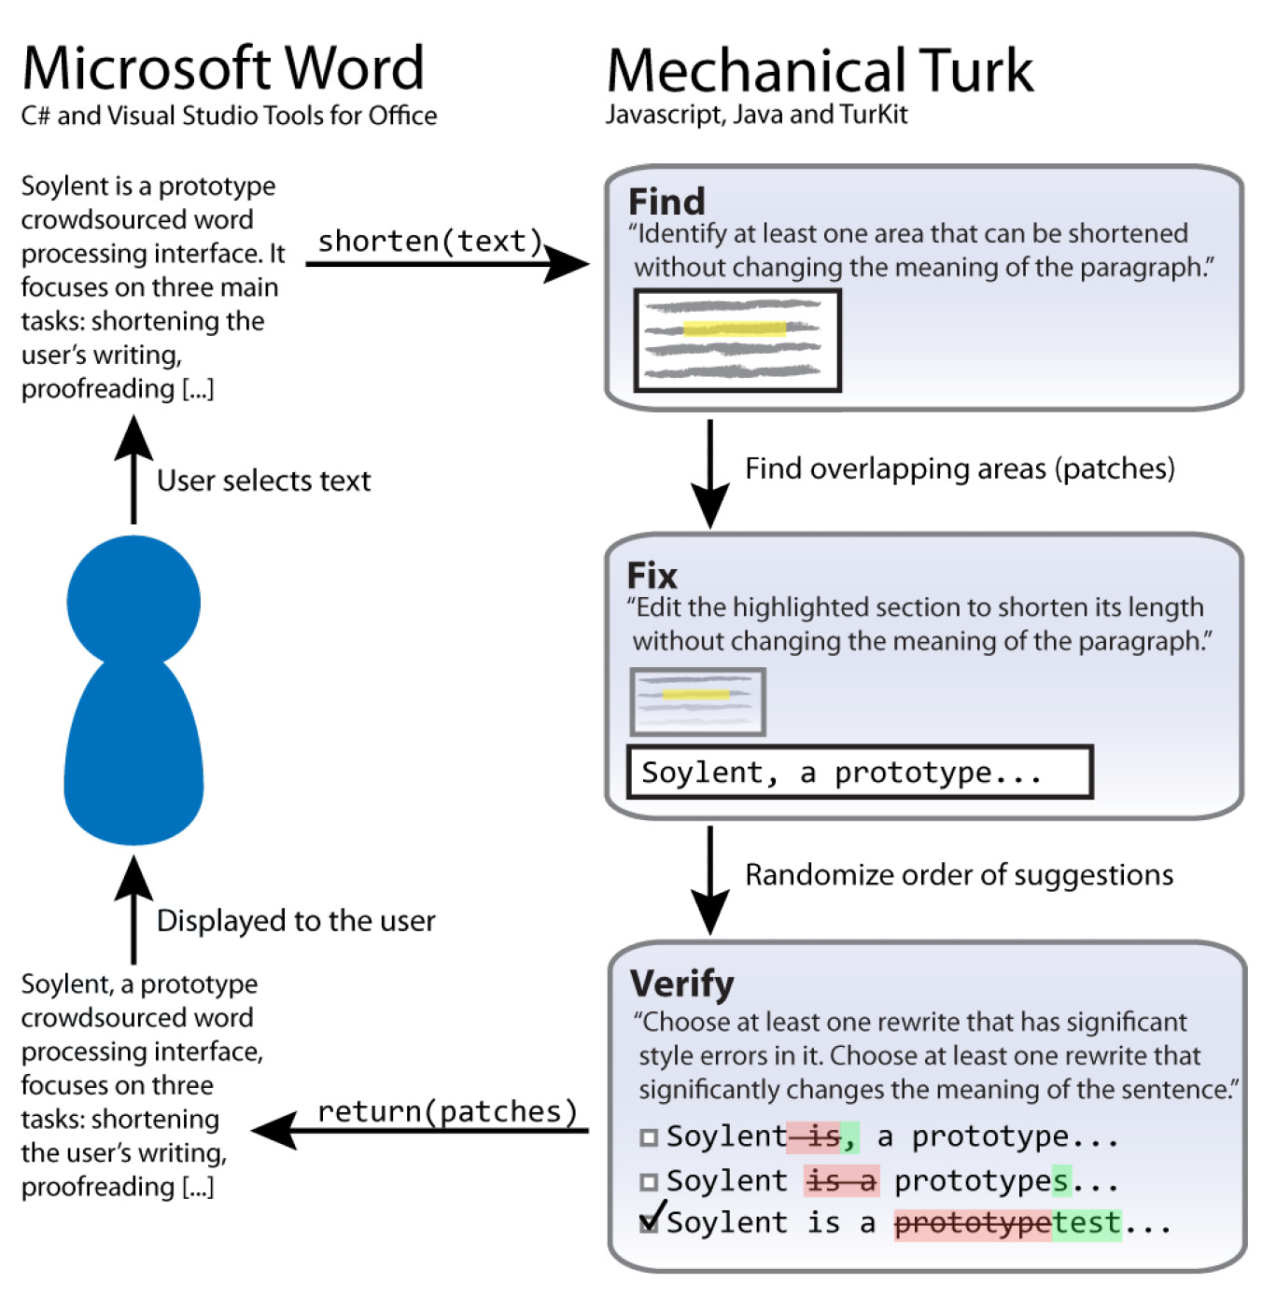 Microsoft Word
C# and Visual Studio Tools for Office
Soylent is a prototype
crowdsourced word
processing interface. It
focuses on three main
tasks: shortening the
user's writing,
proofreading [...]
User selects text
Displayed to the user
Soylent, a prototype
crowdsourced word
processing interface,
focuses on three
tasks: shortening
the user's writing,
proofreading [...]
shorten(text)
return(patches)
Mechanical Turk
Javascript, Java and TurKit
Find
“Identify at least one area that can be shortened
without changing the meaning of the paragraph.”
Find overlapping areas (patches)
Fix
“Edit the highlighted section to shorten its length
without changing the meaning of the paragraph.”
Soylent, a prototype...
Randomize order of suggestions
Verify
“Choose at least one rewrite that has significant
style errors in it. Choose at least one rewrite that
significantly changes the meaning of the sentence.”
Soylent is, a prototype...
Soylent is a prototypes...
Soylent is a prototypetest...